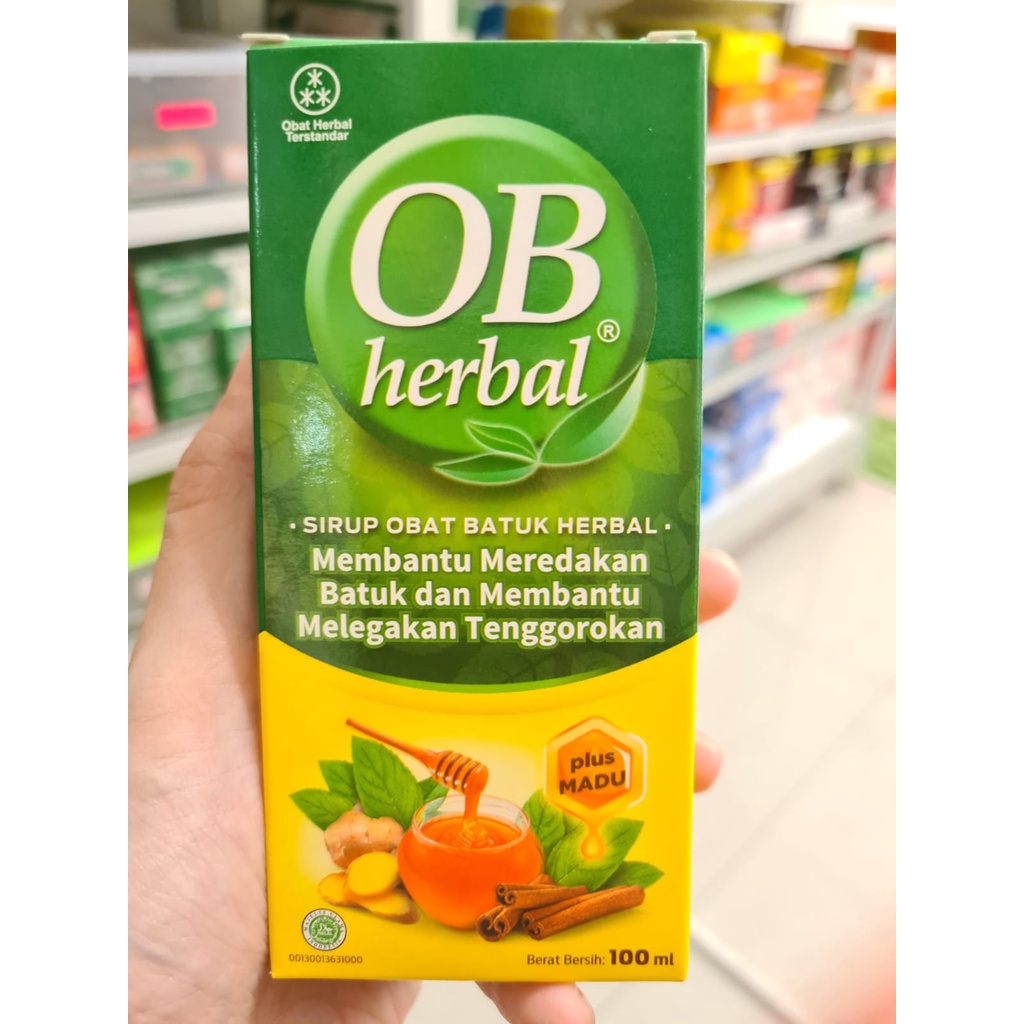 Obat Herbal
Terstandar
OB
herbal®
· SIRUP OBAT BATUK HERBAL ·
Membantu Meredakan
Batuk dan Membantu
Melegakan Tenggorokan
plus
MADU
00130013631000
Berat Bersih: 100 ml